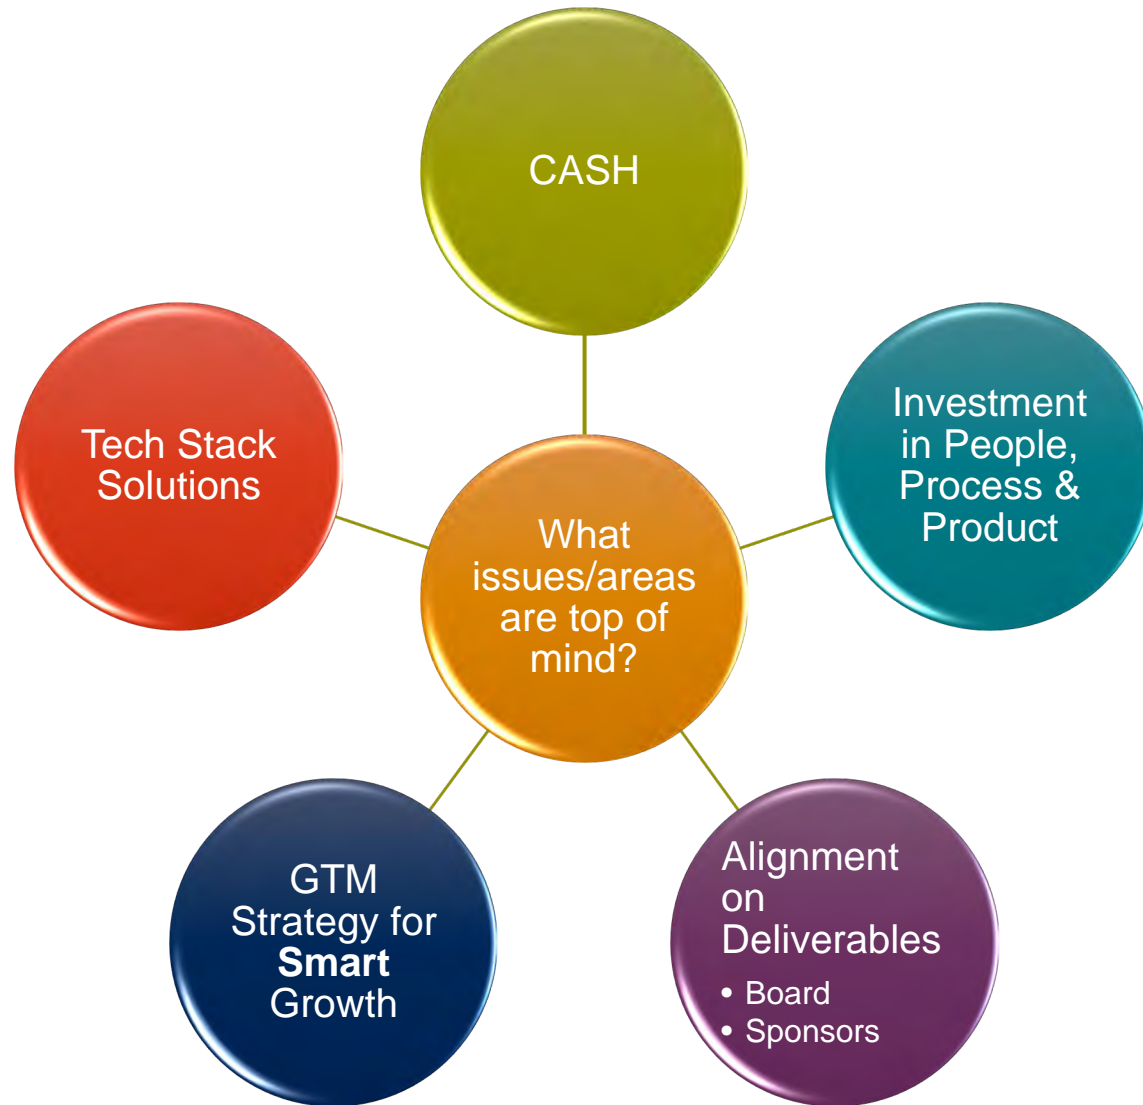 CASH
Tech Stack
Solutions
Investment
in People,
Process &
Product
What
issues/areas
are top of
mind?
GTM
Strategy for
Smart
Growth
Alignment
on
Deliverables
• Board
• Sponsors